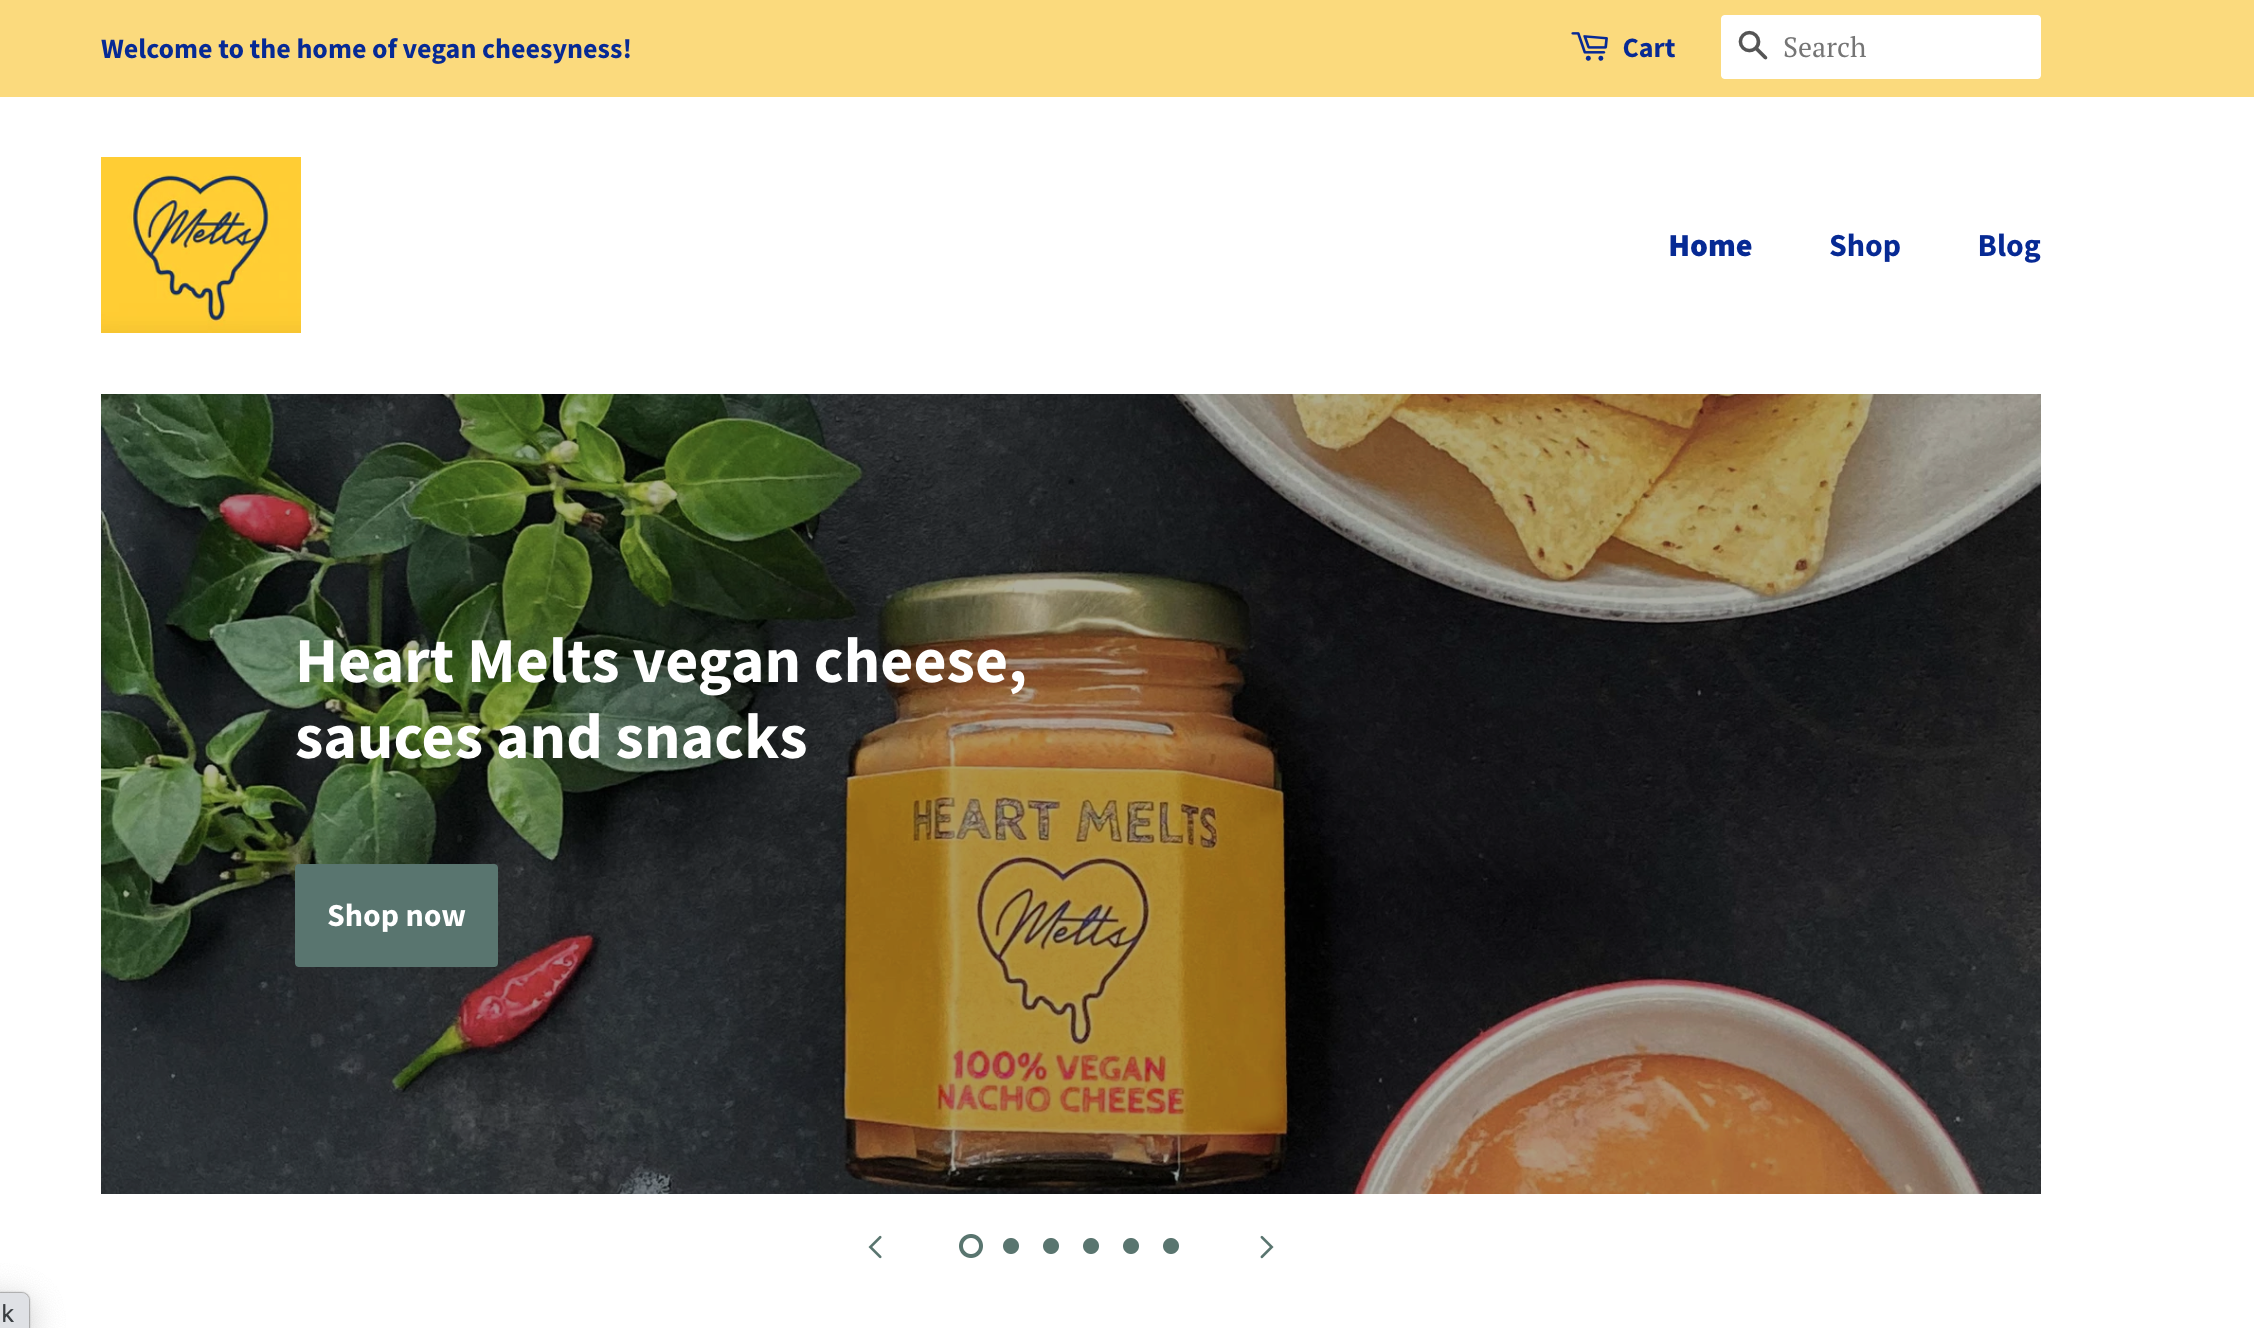 Welcome to the home of vegan cheesyness!
Cart
Search
Melts
Home
Shop
Blog
Heart Melts vegan cheese,
sauces and snacks
Shop now
HEART MELTS
Melts
100% VEGAN
NACHO CHEESE
k